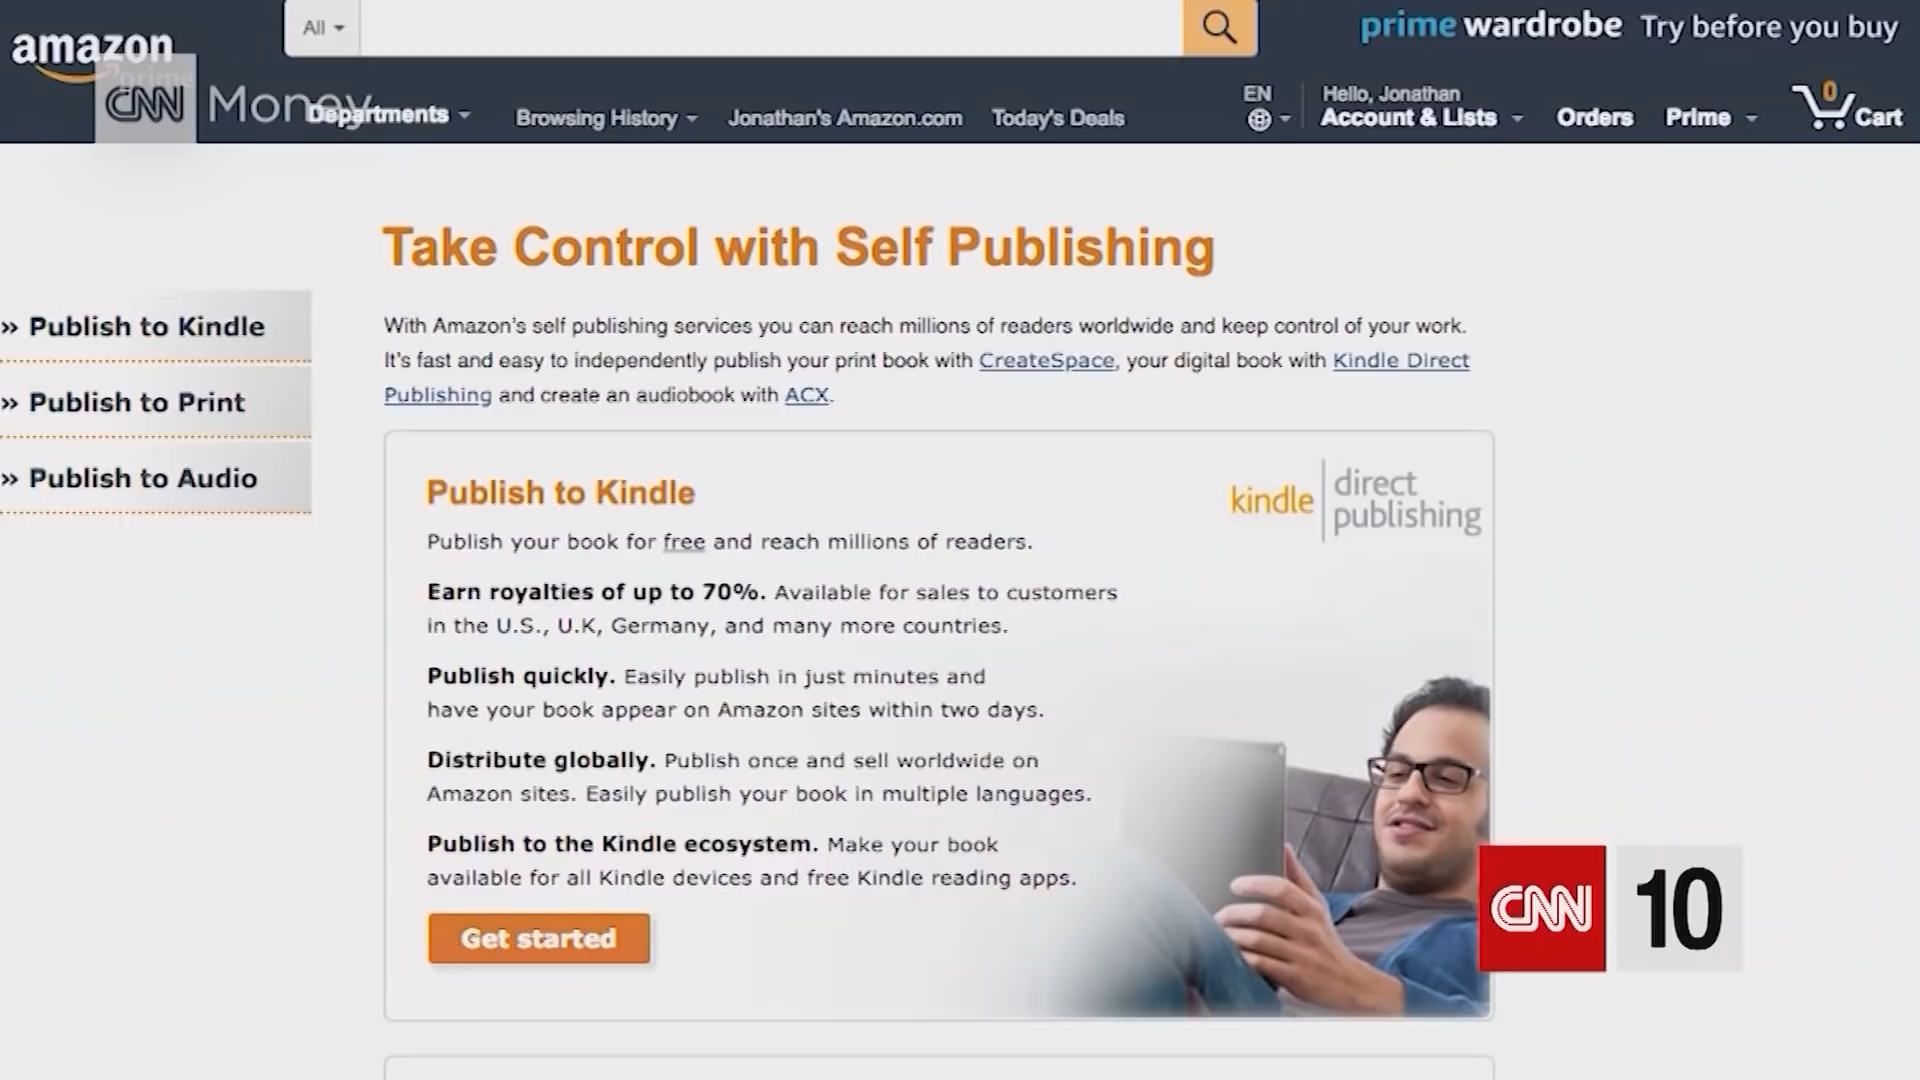 All
prime wardrobe Try before you buy
amazon
prime
CNN Money
Departments
Browsing History
Jonathan's Amazon.com
Today's Deals
EN
Hello, Jonathan
Account & Lists
Orders
Prime
0
Cart
Take Control with Self Publishing
» Publish to Kindle
» Publish to Print
» Publish to Audio
With Amazon's self publishing services you can reach millions of readers worldwide and keep control of your work.
It's fast and easy to independently publish your print book with CreateSpace, your digital book with Kindle Direct
Publishing and create an audiobook with ACX.
Publish to Kindle
kindle direct publishing
Publish your book for free and reach millions of readers.
Earn royalties of up to 70%. Available for sales to customers
in the U.S., U.K, Germany, and many more countries.
Publish quickly. Easily publish in just minutes and
have your book appear on Amazon sites within two days.
Distribute globally. Publish once and sell worldwide on
Amazon sites. Easily publish your book in multiple languages.
Publish to the Kindle ecosystem. Make your book
available for all Kindle devices and free Kindle reading apps.
Get started
CNN 10